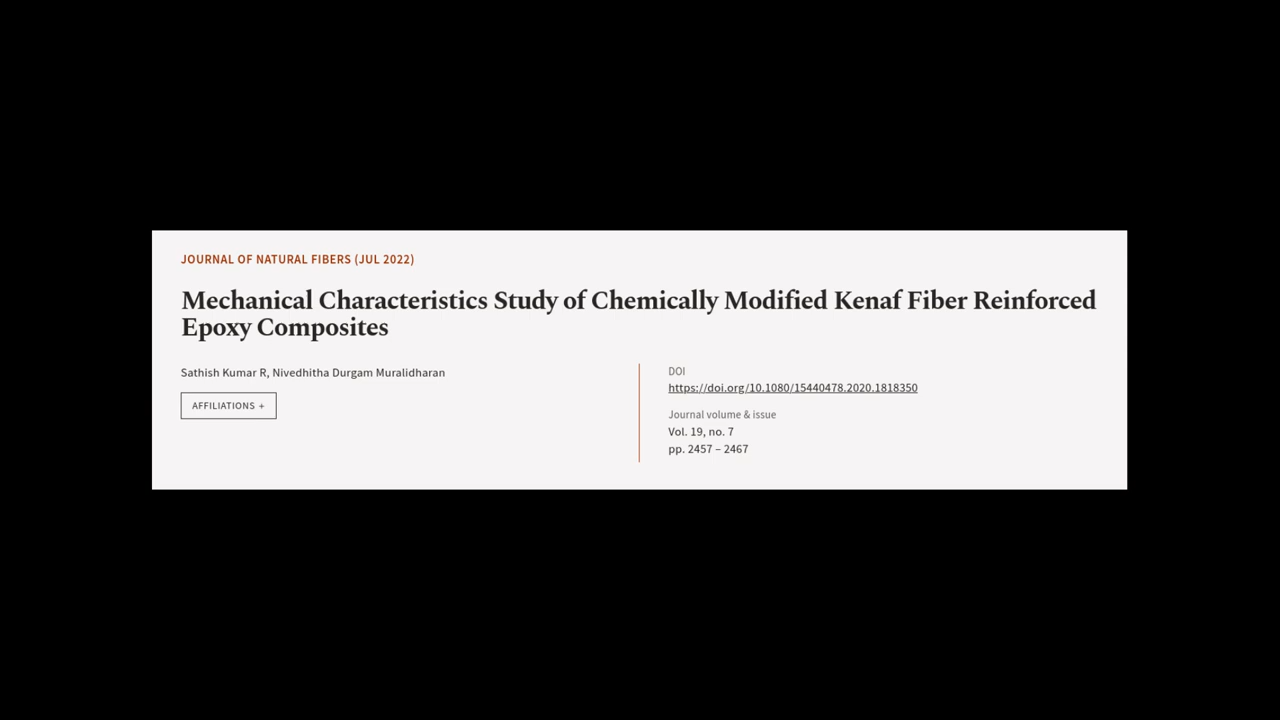 JOURNAL OF NATURAL FIBERS (JUL 2022)
Mechanical Characteristics Study of Chemically Modified Kenaf Fiber Reinforced
Epoxy Composites
Sathish Kumar R, Nivedhitha Durgam Muralidharan
AFFILIATIONS +
DOI
https://doi.org/10.1080/15440478.2020.1818350
Journal volume & issue
Vol. 19, no. 7
pp. 2457 – 2467